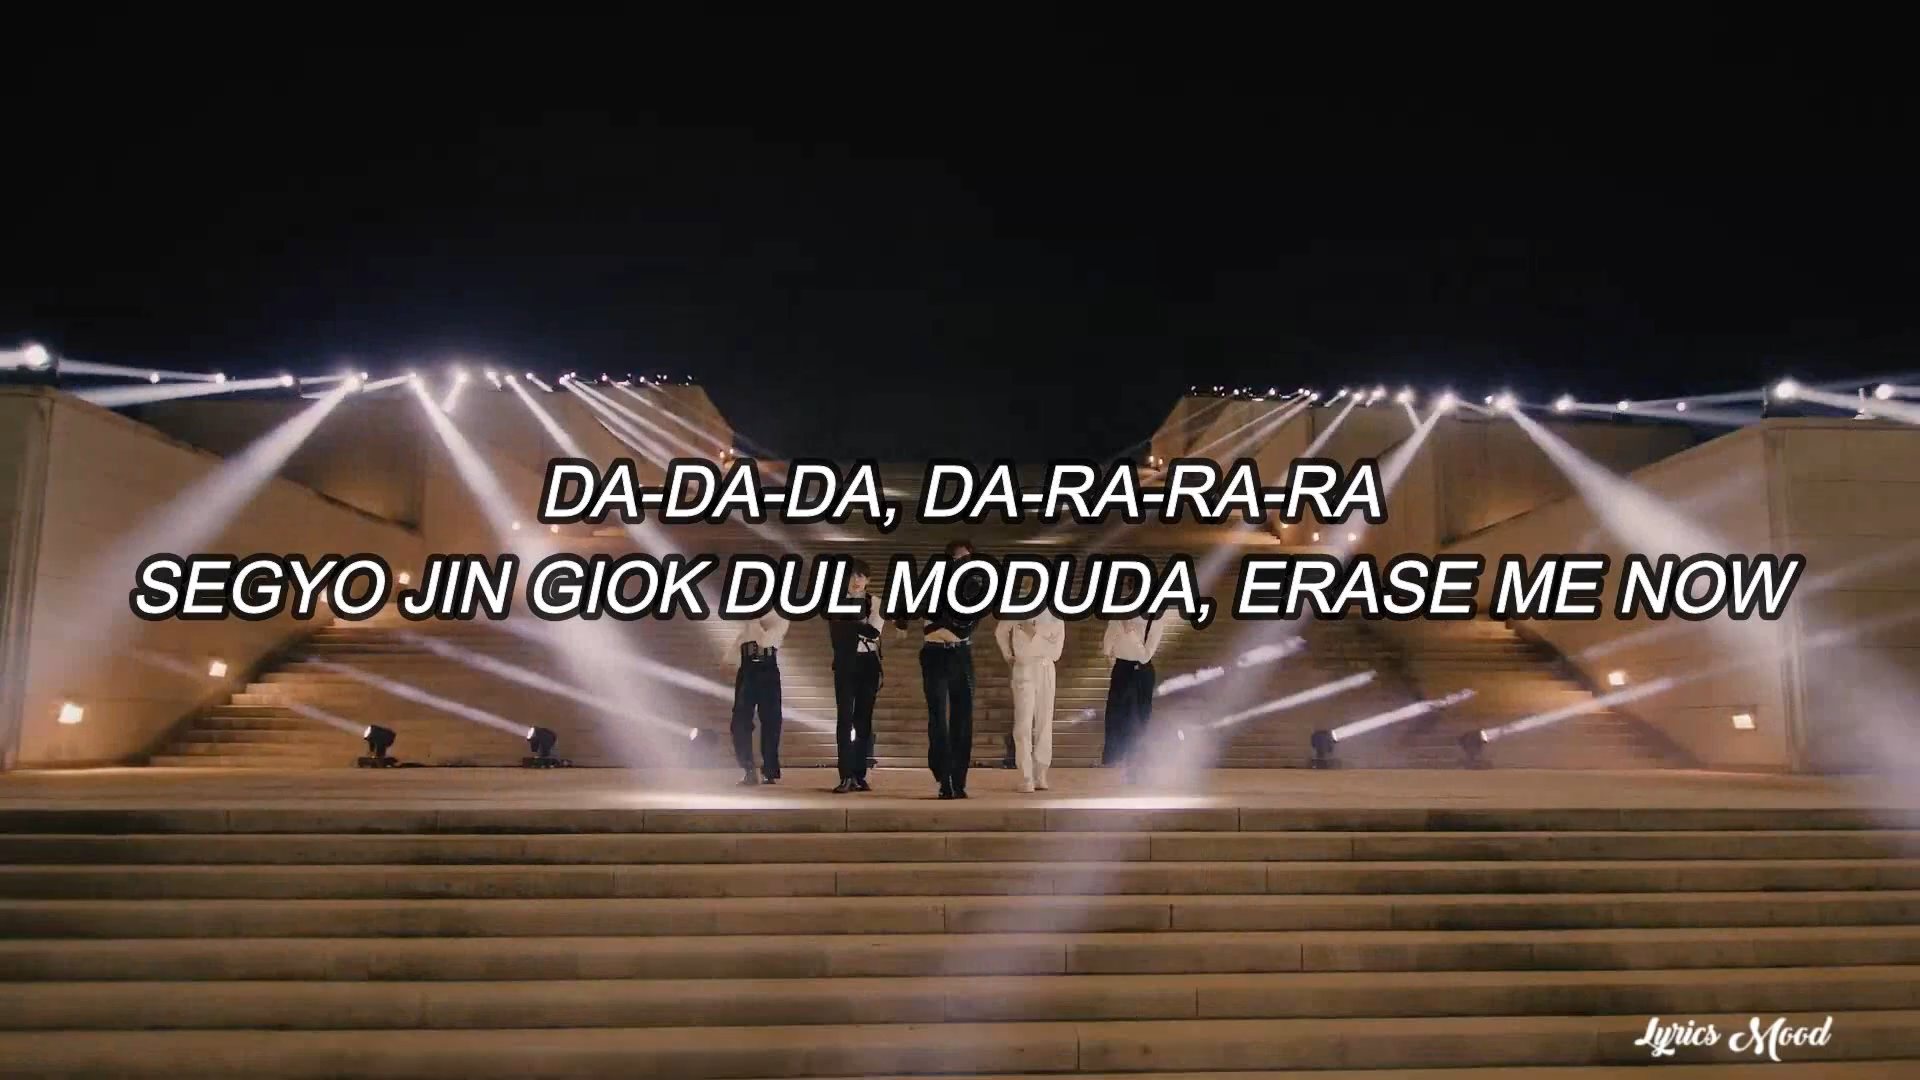 DA-DA-DA, DA-RA-RA-RA
SEGYO JIN GIOK DUL MODUDA, ERASE ME NOW
Lyrics Mood